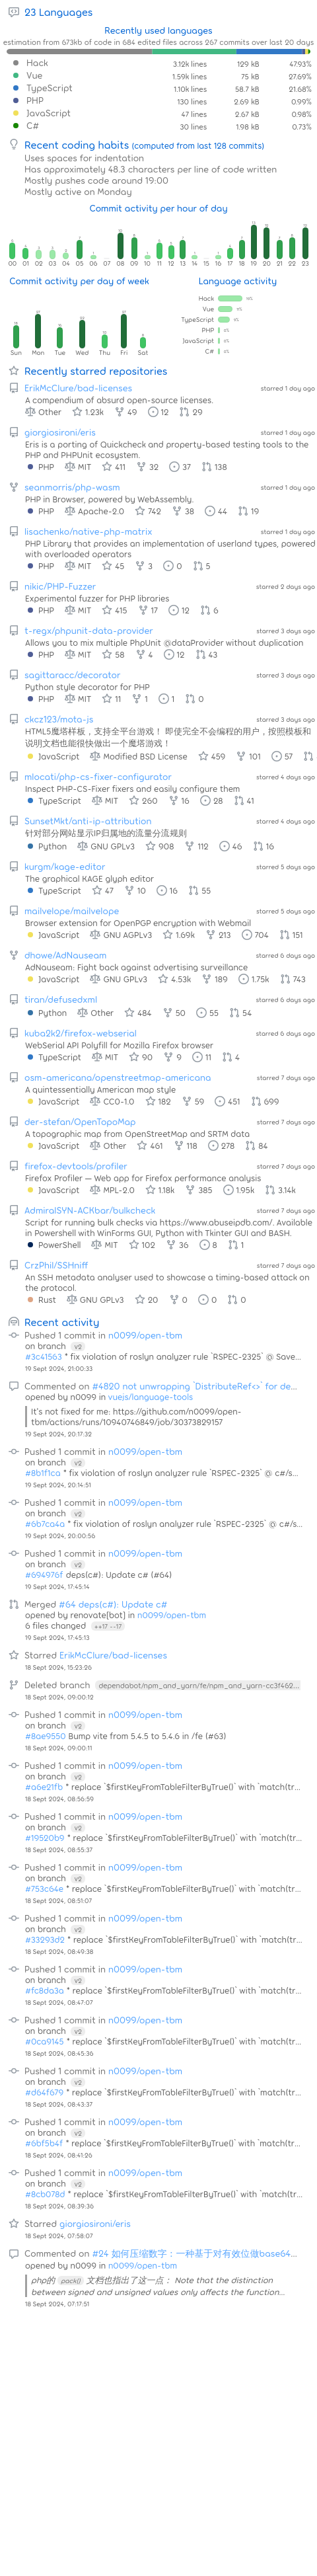 23 Languages
Recently used languages
estimation from 673kb of code in 684 edited files across 267 commits over last 20 days
Hack 3.12k lines 129 kB 47.93%
Vue 1.59k lines 75 kB 27.69%
TypeScript 1.10k lines 58.7 kB 21.68%
PHP 130 lines 2.69 kB 0.99%
JavaScript 47 lines 2.67 kB 0.98%
C# 30 lines 1.98 kB 0.73%
Recent coding habits (computed from last 128 commits)
Uses spaces for indentation
Has approximately 48.3 characters per line of code written
Mostly pushes code around 19:00
Mostly active on Monday
Commit activity per hour of day
00 01 02 03 04 05 06 07 08 09 10 11 12 13 14 15 16 17 18 19 20 21 22 23
Commit activity per day of week
Sun Mon Tue Wed Thu Fri Sat
Language activity
Hack
Vue
TypeScript
PHP
JavaScript
C#
Recently starred repositories
ErikMcClure/bad-licenses starred 1 day ago
A compendium of absurd open-source licenses.
Other 1.23k 49 12 29
giorgiosironi/eris starred 1 day ago
Eris is a porting of Quickcheck and property-based testing tools to the
PHP and PHPUnit ecosystem.
PHP MIT 411 32 37 138
seanmorris/php-wasm starred 1 day ago
PHP in Browser, powered by WebAssembly.
PHP Apache-2.0 742 38 44 19
lisachenko/native-php-matrix starred 1 day ago
PHP Library that provides an implementation of userland types, powered
with overloaded operators
PHP MIT 45 3 0 5
nikic/PHP-Fuzzer starred 2 days ago
Experimental fuzzer for PHP libraries
PHP MIT 415 17 12 6
t-regx/phpunit-data-provider starred 3 days ago
Allows you to mix multiple PhpUnit @dataProvider without duplication
PHP MIT 58 4 12 43
sagittaracc/decorator starred 3 days ago
Python style decorator for PHP
PHP MIT 11 1 1 0
ckcz123/mota-js starred 3 days ago
HTML5魔塔样板，支持全平台游戏！ 即使完全不会编程的用户，按照模板和
说明文档也能很快做出一个魔塔游戏！
JavaScript Modified BSD License 459 101 57
mlocati/php-cs-fixer-configurator starred 4 days ago
Inspect PHP-CS-Fixer fixers and easily configure them
TypeScript MIT 260 16 28 41
SunsetMkt/anti-ip-attribution starred 4 days ago
针对部分网站显示IP归属地的流量分流规则
Python GNU GPLv3 908 112 46 16
kurgm/kage-editor starred 5 days ago
The graphical KAGE glyph editor
TypeScript 47 10 16 55
mailvelope/mailvelope starred 5 days ago
Browser extension for OpenPGP encryption with Webmail
JavaScript GNU AGPLv3 1.69k 213 704 151
dhowe/AdNauseam starred 6 days ago
AdNauseam: Fight back against advertising surveillance
JavaScript GNU GPLv3 4.53k 189 1.75k 743
tiran/defusedxml starred 6 days ago
Python Other 484 50 55 54
kuba2k2/firefox-webserial starred 6 days ago
WebSerial API Polyfill for Mozilla Firefox browser
TypeScript MIT 90 9 11 4
osm-americana/openstreetmap-americana starred 7 days ago
A quintessentially American map style
JavaScript CC0-1.0 182 59 451 699
der-stefan/OpenTopoMap starred 7 days ago
A topographic map from OpenStreetMap and SRTM data
JavaScript Other 461 118 278 84
firefox-devtools/profiler starred 7 days ago
Firefox Profiler — Web app for Firefox performance analysis
JavaScript MPL-2.0 1.18k 385 1.95k 3.14k
AdmiralSYN-ACKbar/bulkcheck starred 7 days ago
Script for running bulk checks via https://www.abuseipdb.com/. Available
in Powershell with WinForms GUI, Python with Tkinter GUI and BASH.
PowerShell MIT 102 36 8 1
CrzPhil/SSHniff starred 7 days ago
An SSH metadata analyser used to showcase a timing-based attack on
the protocol.
Rust GNU GPLv3 20 0 0 0
Recent activity
Pushed 1 commit in n0099/open-tbm
on branch v2
#3c41563 * fix violation of roslyn analyzer rule `RSPEC-2325` @ Save...
19 Sept 2024, 21:00:33
Commented on #4820 not unwrapping `DistributeRef<>` for de...
opened by n0099 in vuejs/language-tools
It's not fixed for me: https://github.com/n0099/open-
tbm/actions/runs/10940746849/job/30373829157
19 Sept 2024, 20:17:32
Pushed 1 commit in n0099/open-tbm
on branch v2
#8b1f1ca * fix violation of roslyn analyzer rule `RSPEC-2325` @ c#/s...
19 Sept 2024, 20:14:51
Pushed 1 commit in n0099/open-tbm
on branch v2
#6b7ca4a * fix violation of roslyn analyzer rule `RSPEC-2325` @ c#/s...
19 Sept 2024, 20:00:56
Pushed 1 commit in n0099/open-tbm
on branch v2
#694976f deps(c#): Update c# (#64)
19 Sept 2024, 17:45:14
Merged #64 deps(c#): Update c#
opened by renovate[bot] in n0099/open-tbm
6 files changed ++17 --17
19 Sept 2024, 17:45:13
Starred ErikMcClure/bad-licenses
18 Sept 2024, 15:23:26
Deleted branch dependabot/npm_and_yarn/fe/npm_and_yarn-cc3f462...
18 Sept 2024, 09:00:12
Pushed 1 commit in n0099/open-tbm
on branch v2
#8ae9550 Bump vite from 5.4.5 to 5.4.6 in /fe (#63)
18 Sept 2024, 09:00:11
Pushed 1 commit in n0099/open-tbm
on branch v2
#a6e21fb * replace `$firstKeyFromTableFilterByTrue()` with `match(tr...
18 Sept 2024, 08:56:59
Pushed 1 commit in n0099/open-tbm
on branch v2
#19520b9 * replace `$firstKeyFromTableFilterByTrue()` with `match(tr...
18 Sept 2024, 08:55:37
Pushed 1 commit in n0099/open-tbm
on branch v2
#753c64e * replace `$firstKeyFromTableFilterByTrue()` with `match(tr...
18 Sept 2024, 08:51:07
Pushed 1 commit in n0099/open-tbm
on branch v2
#33293d2 * replace `$firstKeyFromTableFilterByTrue()` with `match(tr...
18 Sept 2024, 08:49:38
Pushed 1 commit in n0099/open-tbm
on branch v2
#fc8da3a * replace `$firstKeyFromTableFilterByTrue()` with `match(tr...
18 Sept 2024, 08:47:07
Pushed 1 commit in n0099/open-tbm
on branch v2
#0ca9145 * replace `$firstKeyFromTableFilterByTrue()` with `match(tr...
18 Sept 2024, 08:45:36
Pushed 1 commit in n0099/open-tbm
on branch v2
#d64f679 * replace `$firstKeyFromTableFilterByTrue()` with `match(tr...
18 Sept 2024, 08:43:37
Pushed 1 commit in n0099/open-tbm
on branch v2
#6bf5b4f * replace `$firstKeyFromTableFilterByTrue()` with `match(tr...
18 Sept 2024, 08:41:26
Pushed 1 commit in n0099/open-tbm
on branch v2
#8cb078d * replace `$firstKeyFromTableFilterByTrue()` with `match(tr...
18 Sept 2024, 08:39:36
Starred giorgiosironi/eris
18 Sept 2024, 07:58:07
Commented on #24 如何压缩数字：一种基于对有效位做base64...
opened by n0099 in n0099/open-tbm
php的 pack() 文档也指出了这一点： Note that the distinction
between signed and unsigned values only affects the function...
18 Sept 2024, 07:17:51